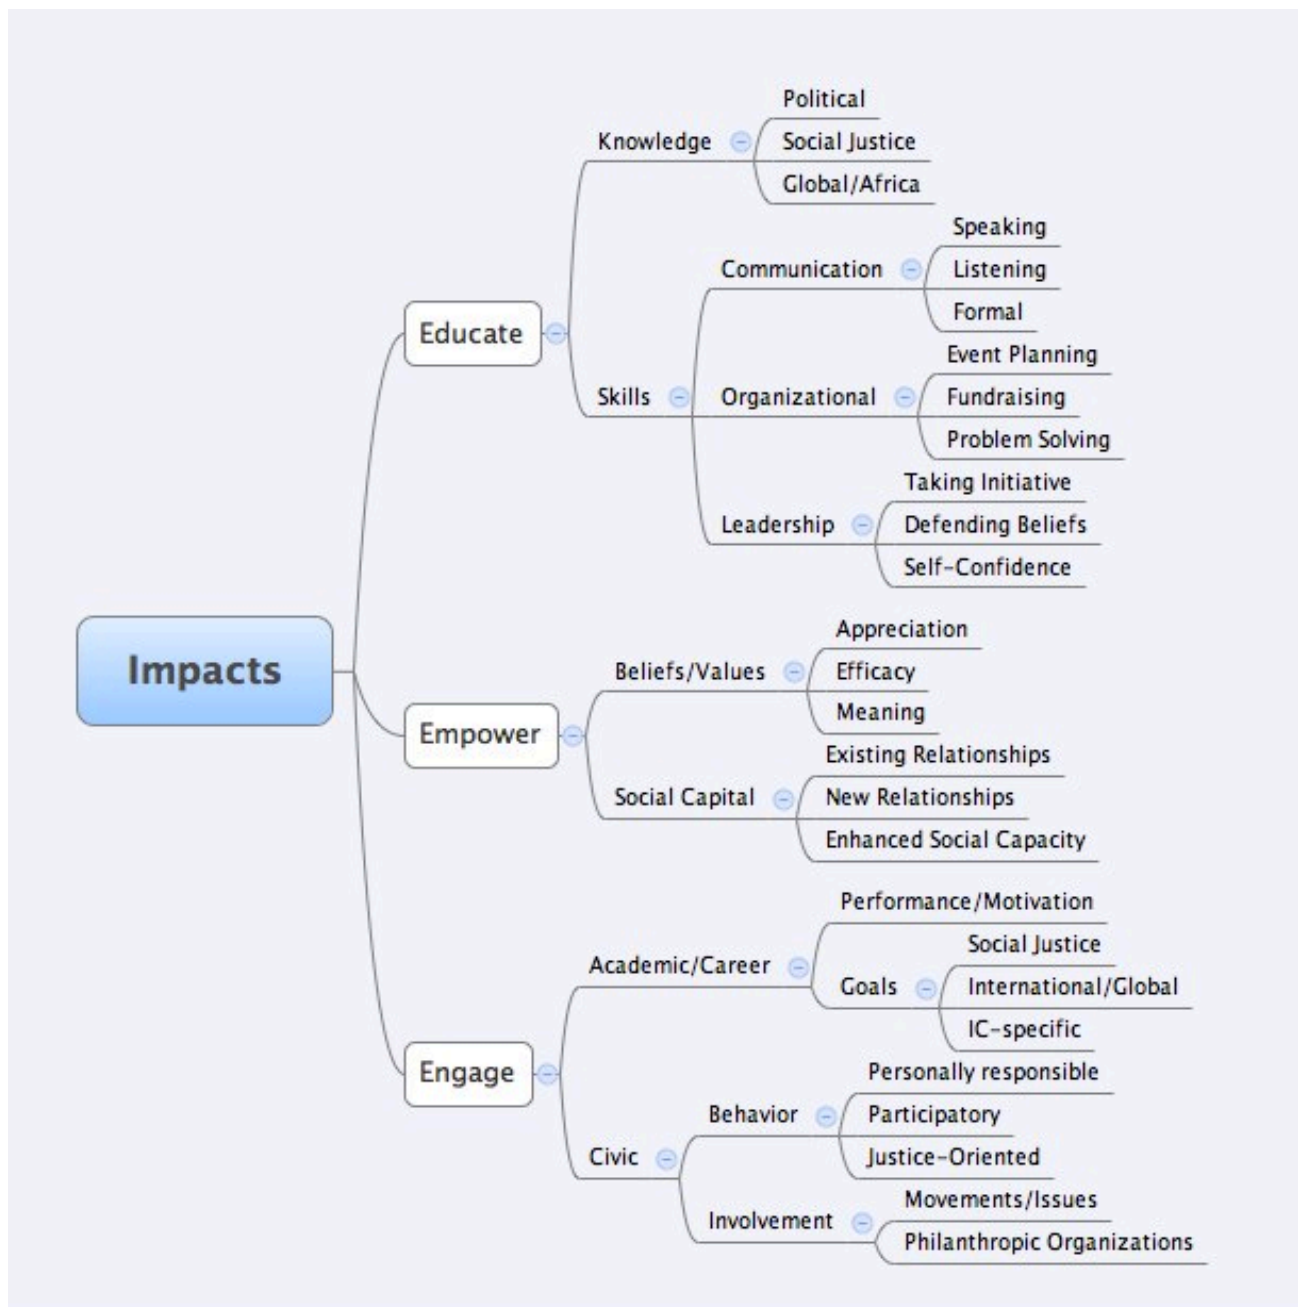 Political
Knowledge
Social Justice
Global/Africa
Speaking
Communication
Listening
Formal
Educate
Event Planning
Skills
Organizational
Fundraising
Problem Solving
Taking Initiative
Leadership
Defending Beliefs
Self-Confidence
Impacts
Appreciation
Beliefs/Values
Efficacy
Meaning
Empower
Existing Relationships
Social Capital
New Relationships
Enhanced Social Capacity
Performance/Motivation
Academic/Career
Social Justice
Goals
International/Global
IC-specific
Engage
Personally responsible
Behavior
Participatory
Justice-Oriented
Civic
Movements/Issues
Involvement
Philanthropic Organizations